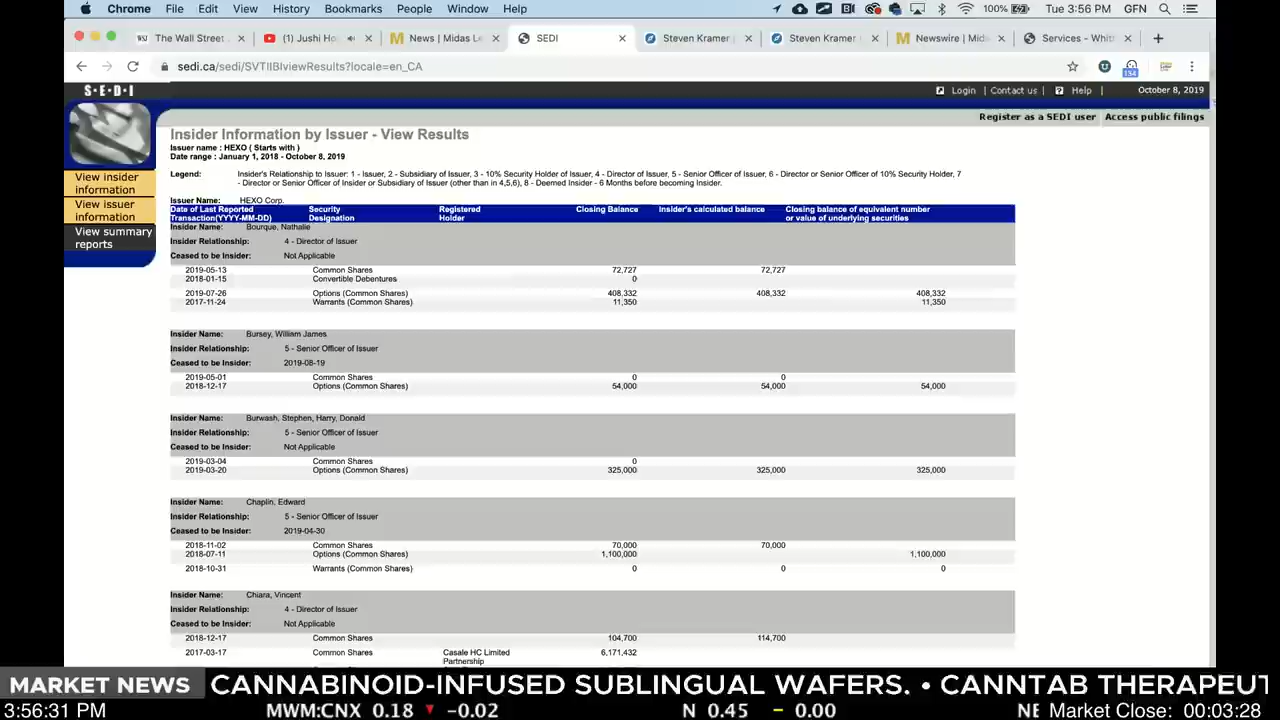 Chrome File Edit View History Bookmarks People Window Help 100% Tue 3:56 PM GFN
The Wall Street (1) Jushi Ho News | Midas Le SEDI Steven Kramer Steven Kramer Newswire | Mid Services - Whit
sedi.ca/sedi/SVTIIBIviewResults?locale=en_CA
S•E•D•I Login | Contact us | Help | October 8, 2019
Register as a SEDI user Access public filings
View insider information
View issuer information
View summary reports
Insider Information by Issuer - View Results
Issuer name : HEXO ( Starts with )
Date range : January 1, 2018 - October 8, 2019
Legend: Insider's Relationship to Issuer: 1 - Issuer, 2 - Subsidiary of Issuer, 3 - 10% Security Holder of Issuer, 4 - Director of Issuer, 5 - Senior Officer of Issuer, 6 - Director or Senior Officer of 10% Security Holder, 7
- Director or Senior Officer of Insider or Subsidiary of Issuer (other than in 4,5,6), 8 - Deemed Insider - 6 Months before becoming Insider.
Issuer Name: HEXO Corp.
Date of Last Reported Security Registered Closing Balance Insider's calculated balance Closing balance of equivalent number
Transaction(YYYY-MM-DD) Designation Holder or value of underlying securities
Insider Name: Bourque, Nathalie
Insider Relationship: 4 - Director of Issuer
Ceased to be Insider: Not Applicable
2019-05-13 Common Shares 72,727 72,727
2018-01-15 Convertible Debentures 0
2019-07-26 Options (Common Shares) 408,332 408,332 408,332
2017-11-24 Warrants (Common Shares) 11,350 11,350
Insider Name: Bursey, William James
Insider Relationship: 5 - Senior Officer of Issuer
Ceased to be Insider: 2019-08-19
2019-05-01 Common Shares 0 0
2018-12-17 Options (Common Shares) 54,000 54,000 54,000
Insider Name: Burwash, Stephen, Harry, Donald
Insider Relationship: 5 - Senior Officer of Issuer
Ceased to be Insider: Not Applicable
2019-03-04 Common Shares 0
2019-03-20 Options (Common Shares) 325,000 325,000 325,000
Insider Name: Chaplin, Edward
Insider Relationship: 5 - Senior Officer of Issuer
Ceased to be Insider: 2019-04-30
2018-11-02 Common Shares 70,000 70,000
2018-07-11 Options (Common Shares) 1,100,000 1,100,000
2018-10-31 Warrants (Common Shares) 0 0 0
Insider Name: Chiara, Vincent
Insider Relationship: 4 - Director of Issuer
Ceased to be Insider: Not Applicable
2018-12-17 Common Shares 104,700 114,700
2017-03-17 Common Shares Casale HC Limited 6,171,432
Partnership
MARKET NEWS CANNABINOID-INFUSED SUBLINGUAL WAFERS. • CANNTAB THERAPEUT
3:56:31 PM MWM:CNX 0.18 ▼ -0.02 N 0.45 – 0.00 NE Market Close: 00:03:28